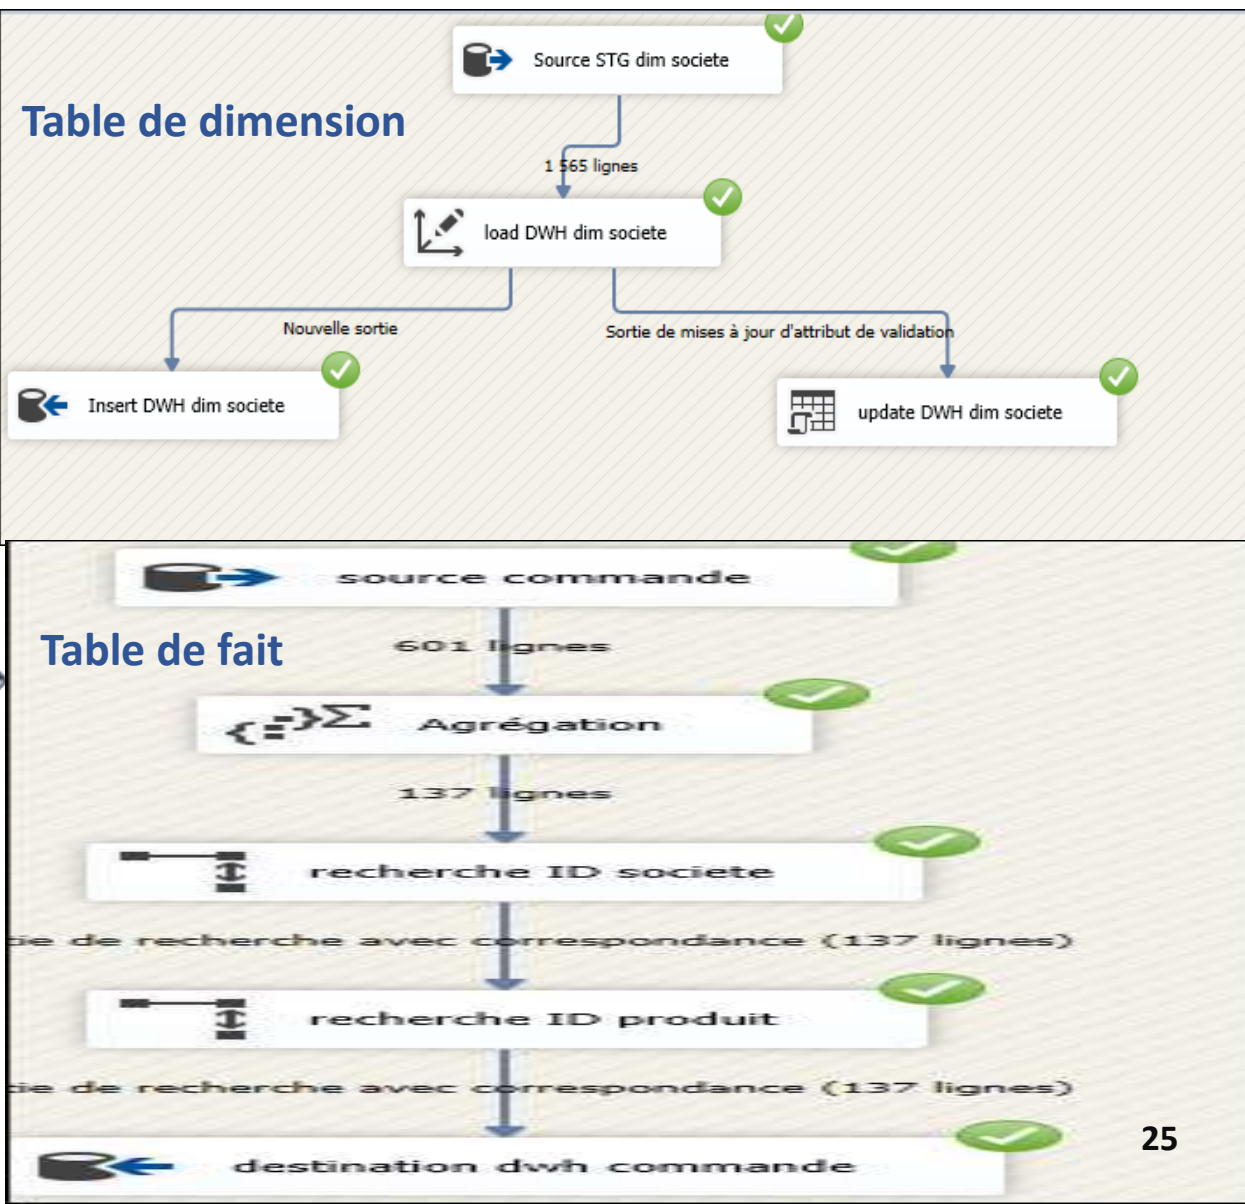 Source STG dim societe
Table de dimension
1 565 lignes
load DWH dim societe
Nouvelle sortie
Sortie de mises à jour d'attribut de validation
Insert DWH dim societe
update DWH dim societe
source commande
Table de fait
601 lignes
Agrégation
137 lignes
recherche ID societe
de recherche avec correspondance (137 lignes)
recherche ID produit
de recherche avec correspondance (137 lignes)
25
destination dwh commande